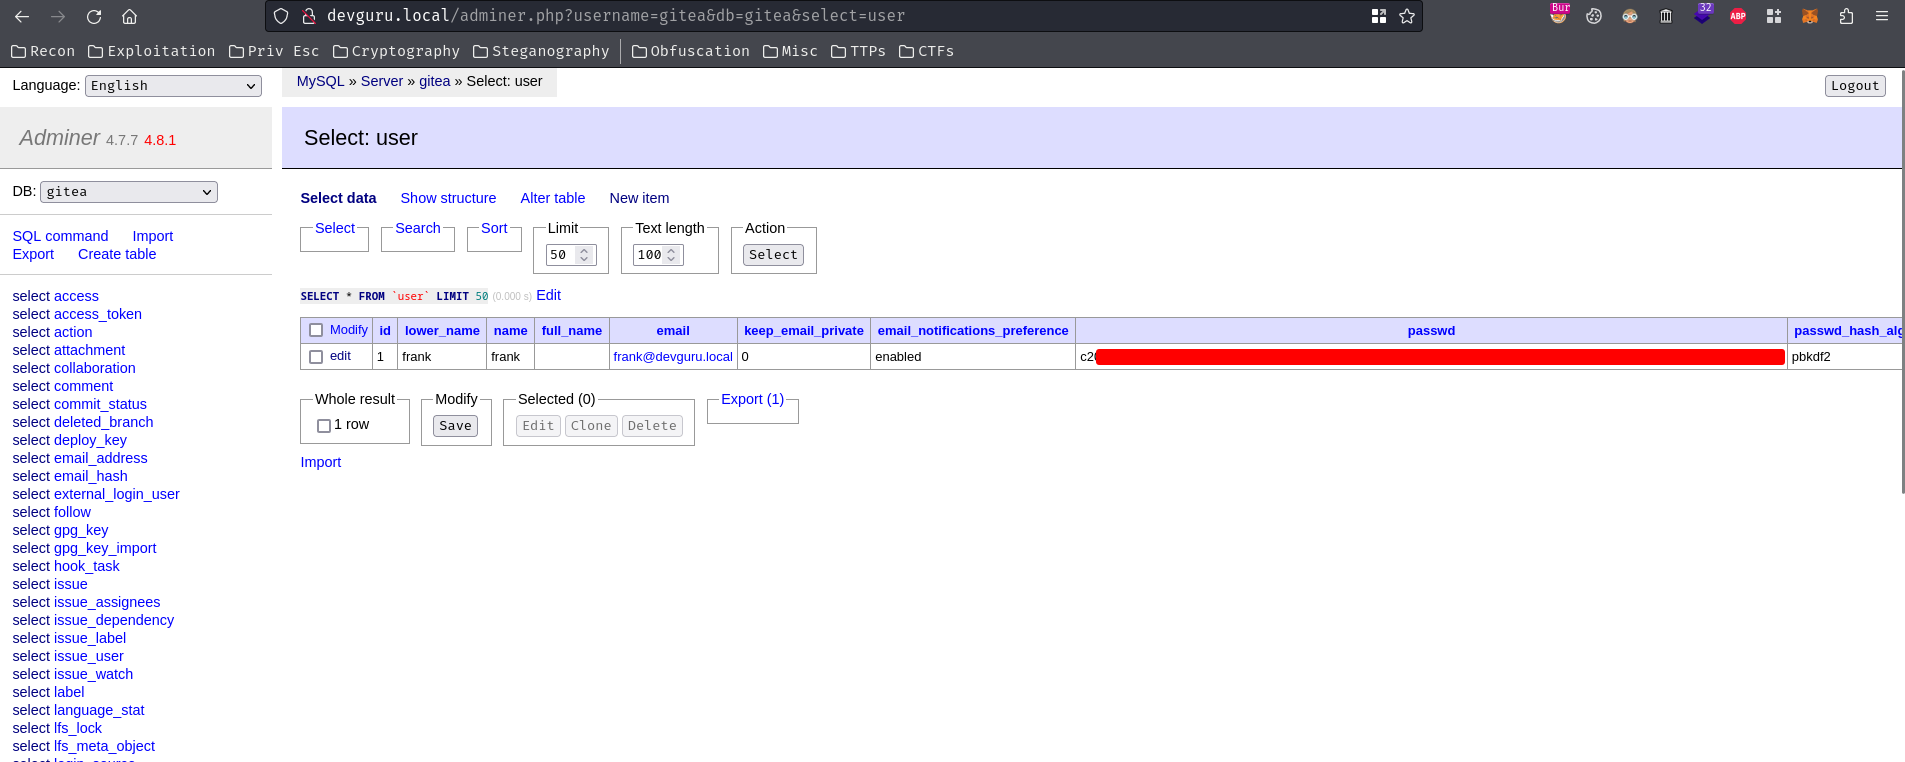 devguru.local/adminer.php?username=gitea&db=gitea&select=user
Bur
32
ABP
Recon Exploitation Priv Esc Cryptography Steganography Obfuscation Misc TTPs CTFs
Language: English
MySQL » Server » gitea » Select: user
Logout
Adminer 4.7.7 4.8.1
Select: user
DB: gitea
Select data Show structure Alter table New item
SQL command Import
Export Create table
Select Search Sort Limit Text length Action
50 100 Select
SELECT * FROM `user` LIMIT 50 (0.000 s) Edit
Modify id lower_name name full_name email keep_email_private email_notifications_preference passwd passwd_hash_alg
edit 1 frank frank frank@devguru.local 0 enabled c2 pbkdf2
Whole result Modify Selected (0) Export (1)
1 row Save Edit Clone Delete
Import
select access
select access_token
select action
select attachment
select collaboration
select comment
select commit_status
select deleted_branch
select deploy_key
select email_address
select email_hash
select external_login_user
select follow
select gpg_key
select gpg_key_import
select hook_task
select issue
select issue_assignees
select issue_dependency
select issue_label
select issue_user
select issue_watch
select label
select language_stat
select lfs_lock
select lfs_meta_object